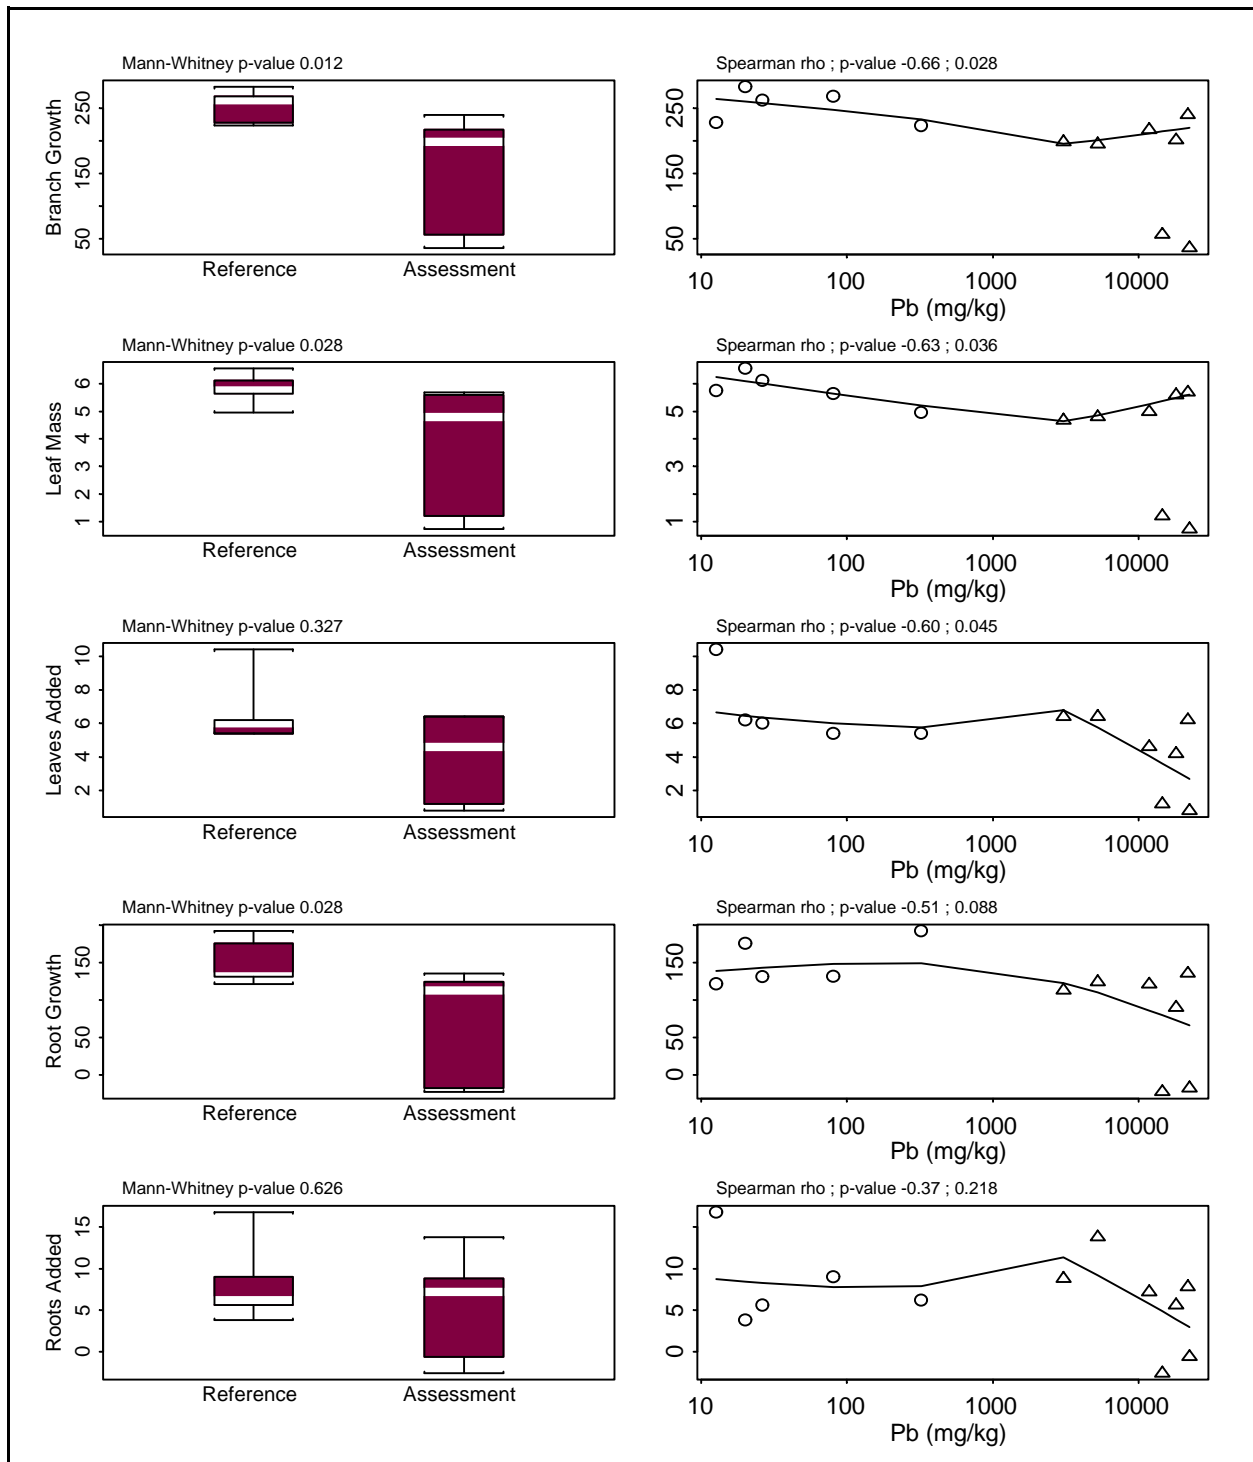 Mann-Whitney p-value 0.012
Spearman rho ; p-value -0.66 ; 0.028
Branch Growth
50 150 250
Reference Assessment
50 150 250
10 100 1000 10000
Pb (mg/kg)
Mann-Whitney p-value 0.028
Spearman rho ; p-value -0.63 ; 0.036
Leaf Mass
1 2 3 4 5 6
Reference Assessment
1 3 5
10 100 1000 10000
Pb (mg/kg)
Mann-Whitney p-value 0.327
Spearman rho ; p-value -0.60 ; 0.045
Leaves Added
2 4 6 8 10
Reference Assessment
2 4 6 8
10 100 1000 10000
Pb (mg/kg)
Mann-Whitney p-value 0.028
Spearman rho ; p-value -0.51 ; 0.088
Root Growth
0 50 150
Reference Assessment
0 50 150
10 100 1000 10000
Pb (mg/kg)
Mann-Whitney p-value 0.626
Spearman rho ; p-value -0.37 ; 0.218
Roots Added
0 5 10 15
Reference Assessment
0 5 10
10 100 1000 10000
Pb (mg/kg)